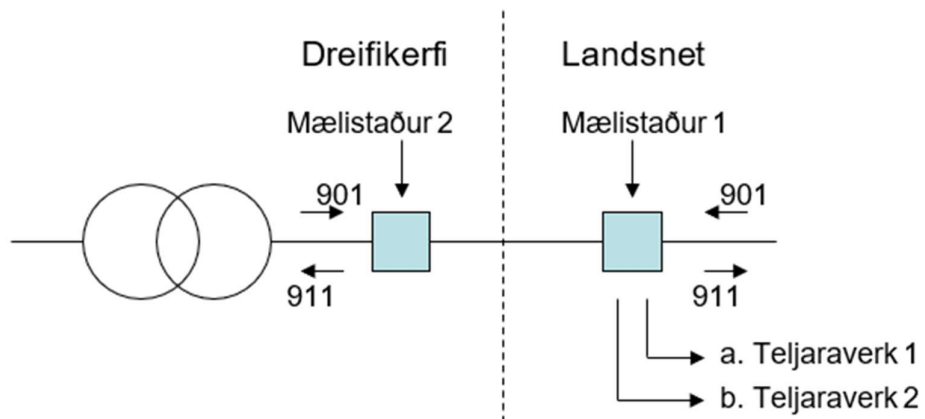 Dreifikerfi
Landsnet
Mælistaður 2
Mælistaður 1
901
901
911
911
a. Teljaraverk 1
b. Teljaraverk 2